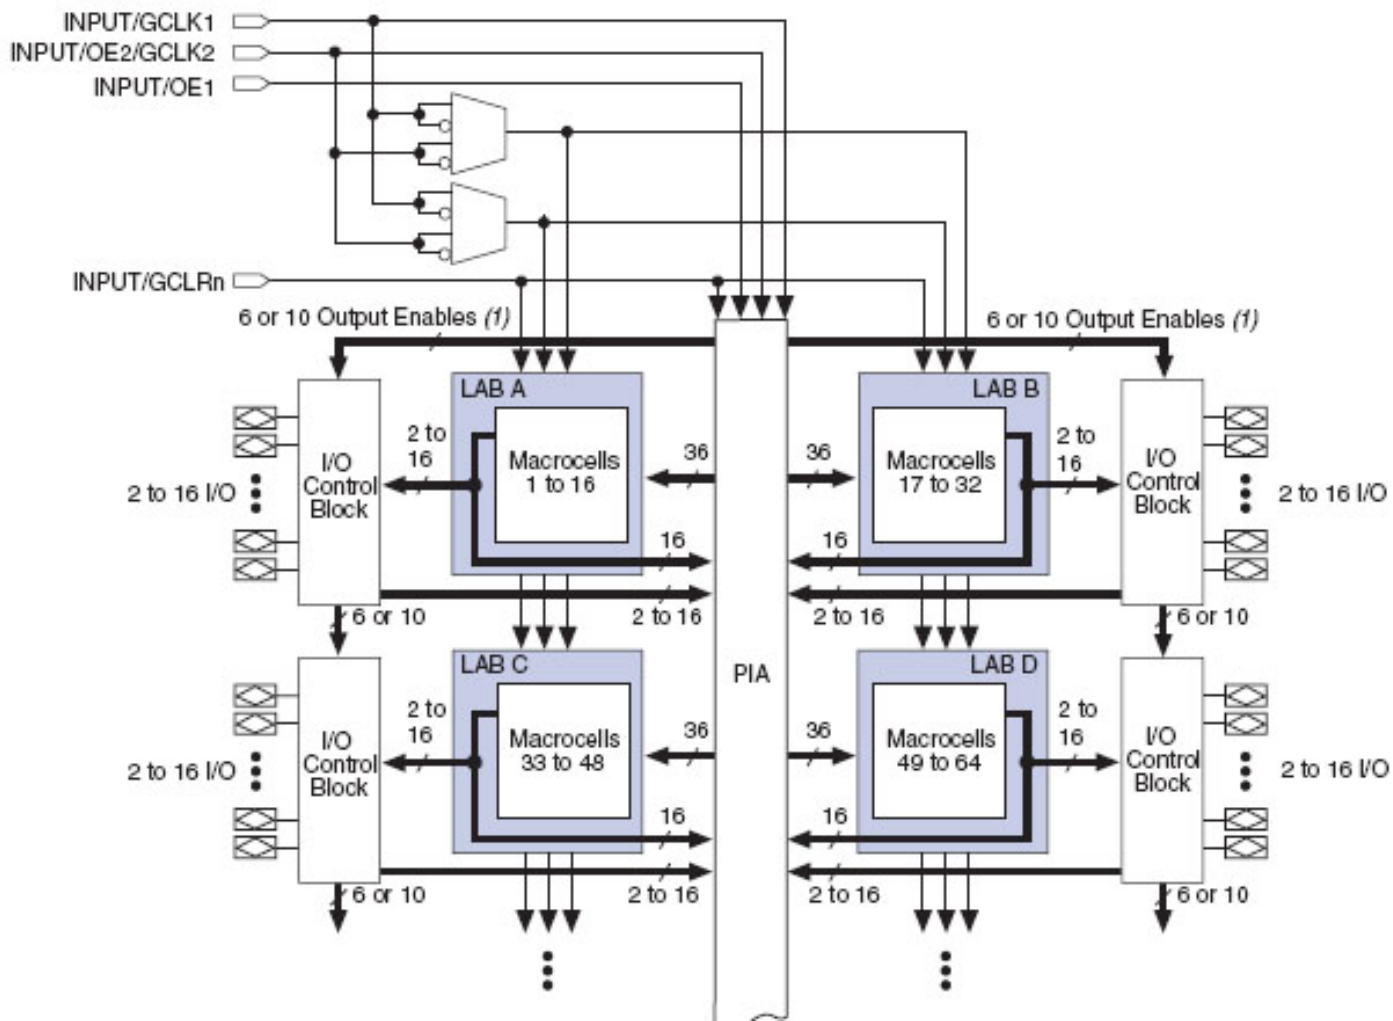 INPUT/GCLK1
INPUT/OE2/GCLK2
INPUT/OE1
INPUT/GCLRn
6 or 10 Output Enables (1)
6 or 10 Output Enables (1)
LAB A
LAB B
2 to
16
Macrocells
1 to 16
36
36
Macrocells
17 to 32
2 to
16
I/O
Control
Block
I/O
Control
Block
2 to 16 I/O
2 to 16 I/O
16
16
6 or 10
2 to 16
2 to 16
6 or 10
PIA
LAB C
LAB D
2 to
16
Macrocells
33 to 48
36
36
Macrocells
49 to 64
2 to
16
I/O
Control
Block
I/O
Control
Block
2 to 16 I/O
2 to 16 I/O
16
16
6 or 10
2 to 16
2 to 16
6 or 10